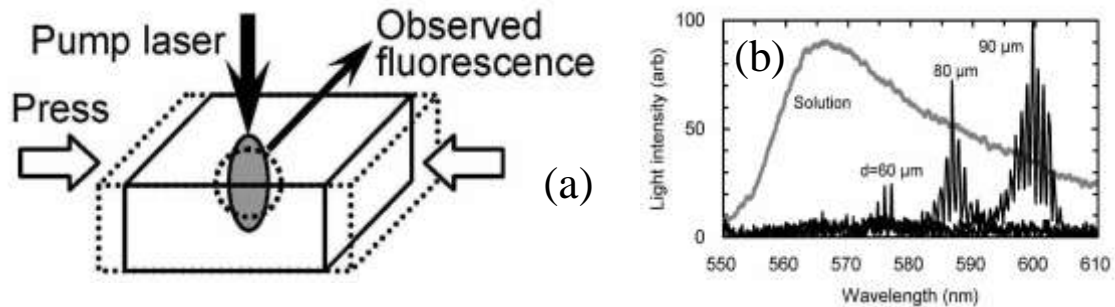 Pump laser
Observed
fluorescence
Press
(a)
(b)
100
50
0
Light intensity (arb)
Solution
d=60 μm
80 μm
90 μm
550 560 570 580 590 600 610
Wavelength (nm)